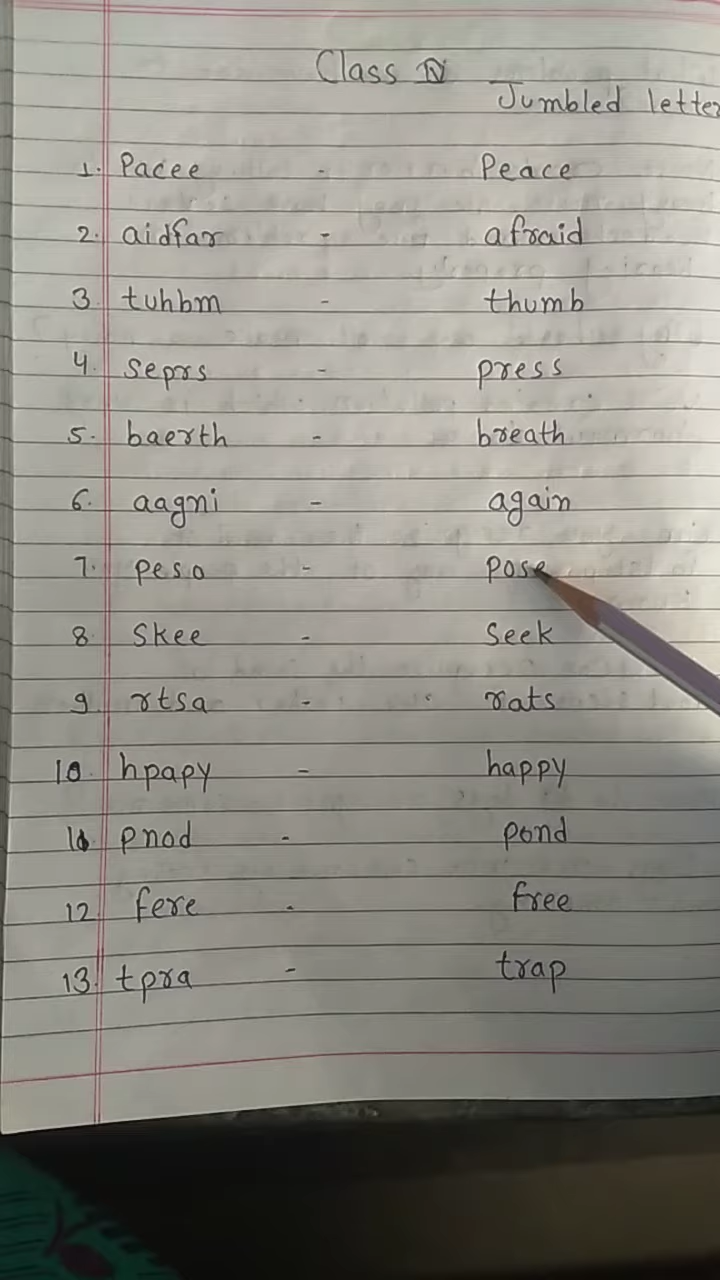 Class IV
Jumbled letter
1. Pacee - Peace
2. aidfar - afraid
3. tuhbm - thumb
4. Seprs - press
5. baerth - breath
6. aagni - again
7. peso - pose
8. Skee - Seek
9. rtsa - rats
10. hpapy - happy
11. pnod - pond
12. fere - free
13. tpra - trap